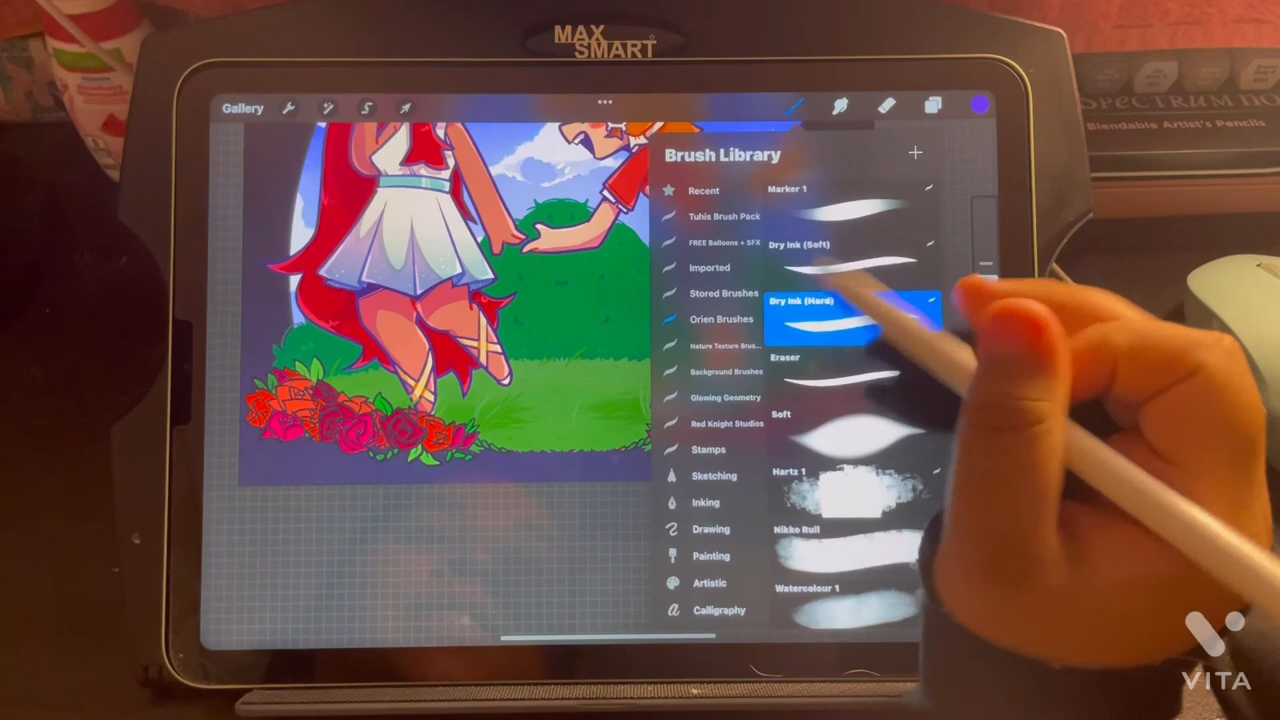 MAX
SMART
Gallery
Brush Library
Recent
Tuhis Brush Pack
FREE Balloons + SFX
Imported
Stored Brushes
Orien Brushes
Nature Texture Brus...
Background Brushes
Glowing Geometry
Red Knight Studios
Stamps
Sketching
Inking
Drawing
Painting
Artistic
Calligraphy
Marker 1
Dry Ink (Soft)
Dry Ink (Hard)
Eraser
Soft
Hartz 1
Nikko Rull
Watercolour 1
SPECTRUM NO
Blendable Artist's Pencils
VITA